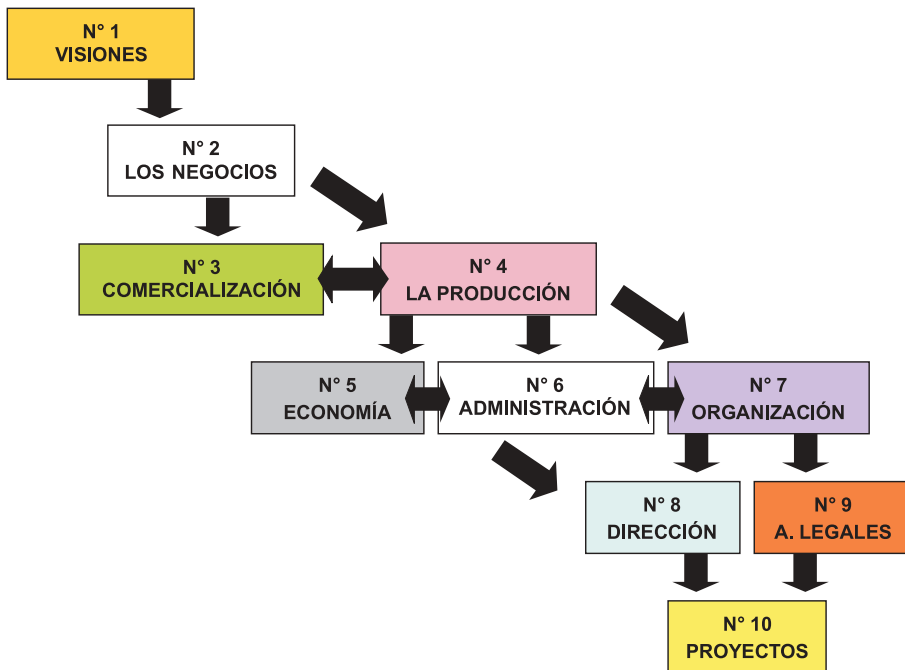 N° 1
VISIONES
N° 2
LOS NEGOCIOS
N° 3
COMERCIALIZACIÓN
N° 4
LA PRODUCCIÓN
N° 5
ECONOMÍA
N° 6
ADMINISTRACIÓN
N° 7
ORGANIZACIÓN
N° 8
DIRECCIÓN
N° 9
A. LEGALES
N° 10
PROYECTOS